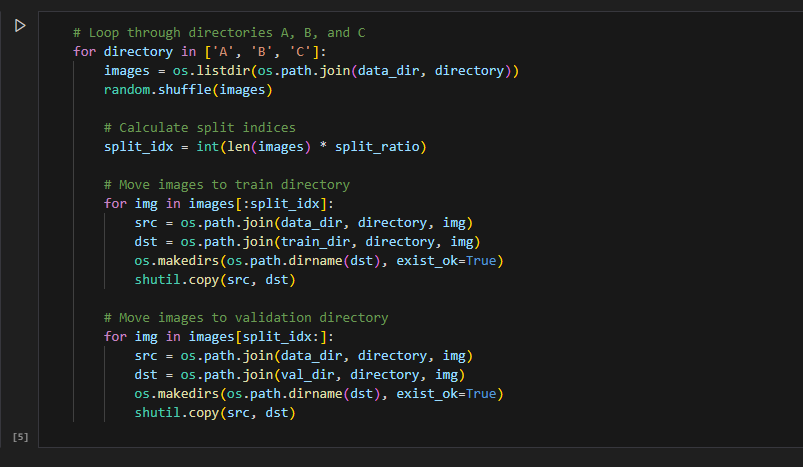 # Loop through directories A, B, and C
for directory in ['A', 'B', 'C']:
    images = os.listdir(os.path.join(data_dir, directory))
    random.shuffle(images)

    # Calculate split indices
    split_idx = int(len(images) * split_ratio)

    # Move images to train directory
    for img in images[:split_idx]:
        src = os.path.join(data_dir, directory, img)
        dst = os.path.join(train_dir, directory, img)
        os.makedirs(os.path.dirname(dst), exist_ok=True)
        shutil.copy(src, dst)

    # Move images to validation directory
    for img in images[split_idx:]:
        src = os.path.join(data_dir, directory, img)
        dst = os.path.join(val_dir, directory, img)
        os.makedirs(os.path.dirname(dst), exist_ok=True)
        shutil.copy(src, dst)
[5]